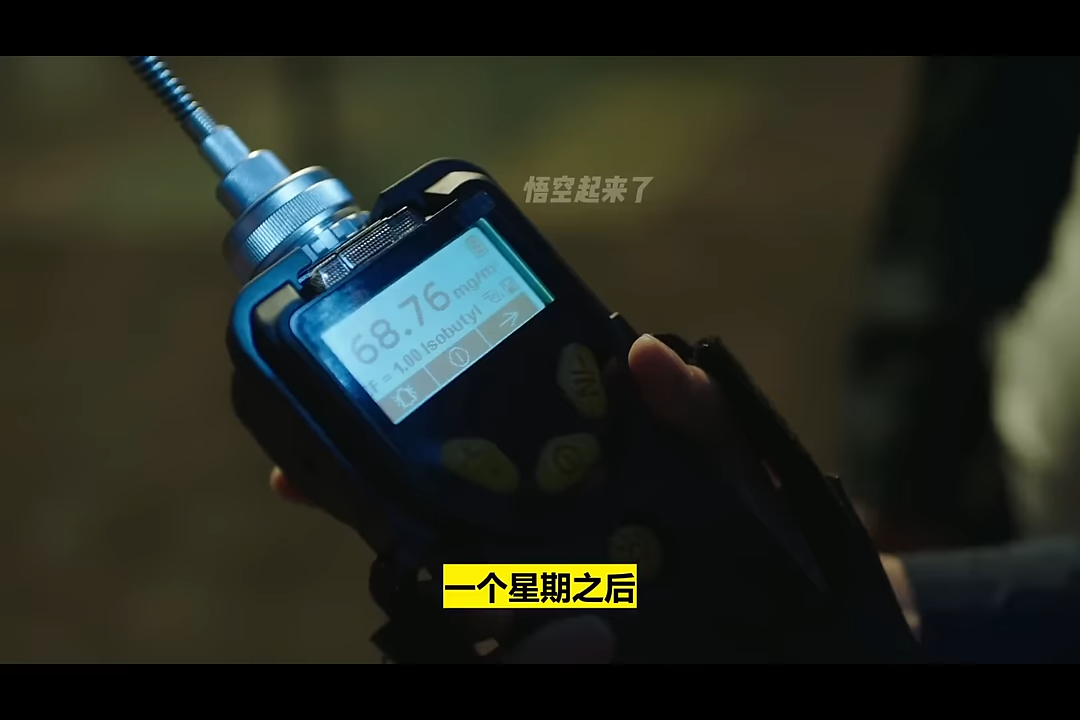 悟空起来了
68.76 mg/m
= 1.00 Isobutyl
N/-
一个星期之后